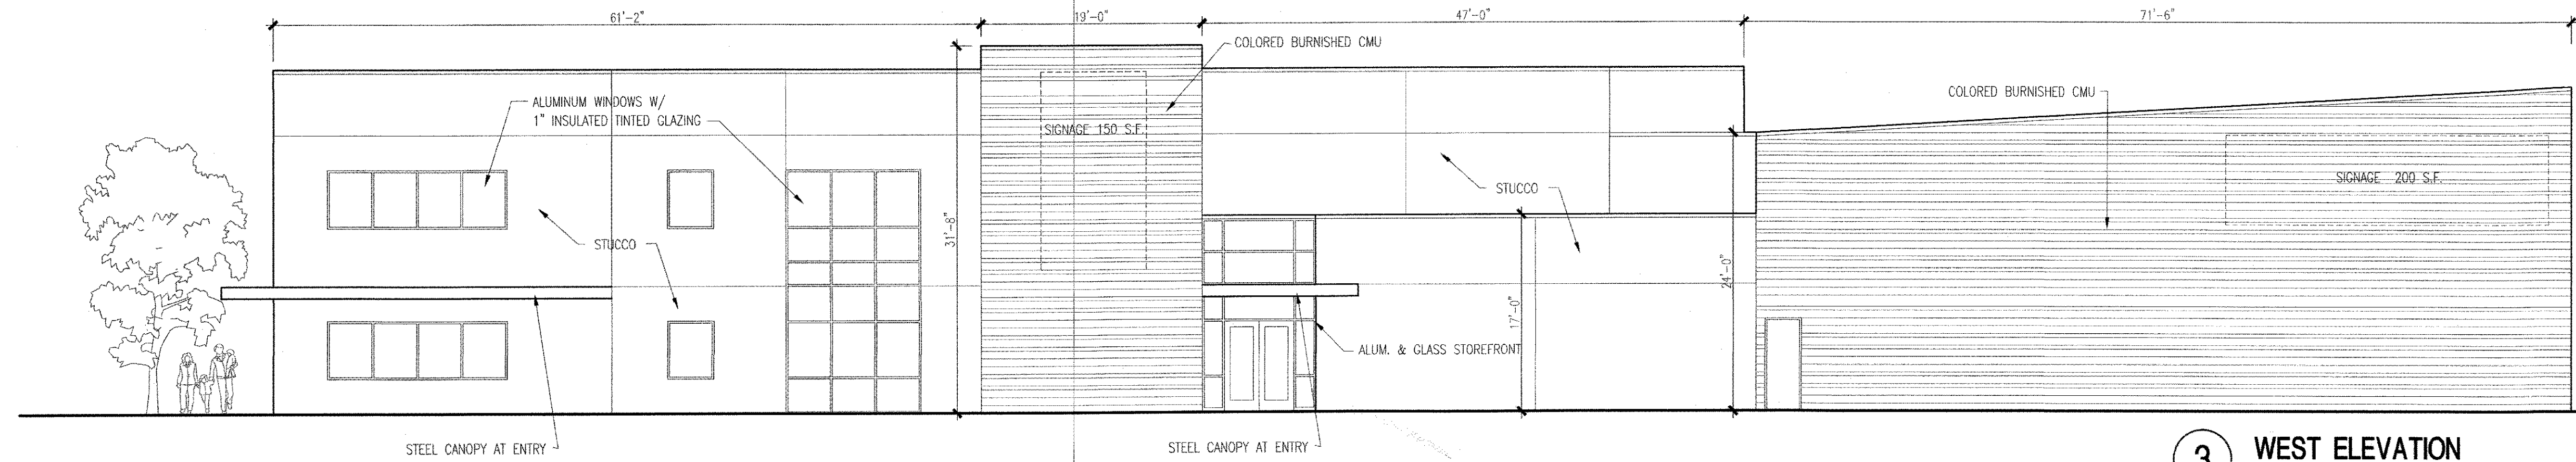 61'-2"
19'-0"
47'-0"
71'-6"
COLORED BURNISHED CMU
ALUMINUM WINDOWS W/
1" INSULATED TINTED GLAZING
COLORED BURNISHED CMU
SIGNAGE 150 S.F.
SIGNAGE 200 S.F.
STUCCO
STUCCO
31'-8"
24'-0"
17'-0"
ALUM. & GLASS STOREFRONT
STEEL CANOPY AT ENTRY
STEEL CANOPY AT ENTRY
3
WEST ELEVATION